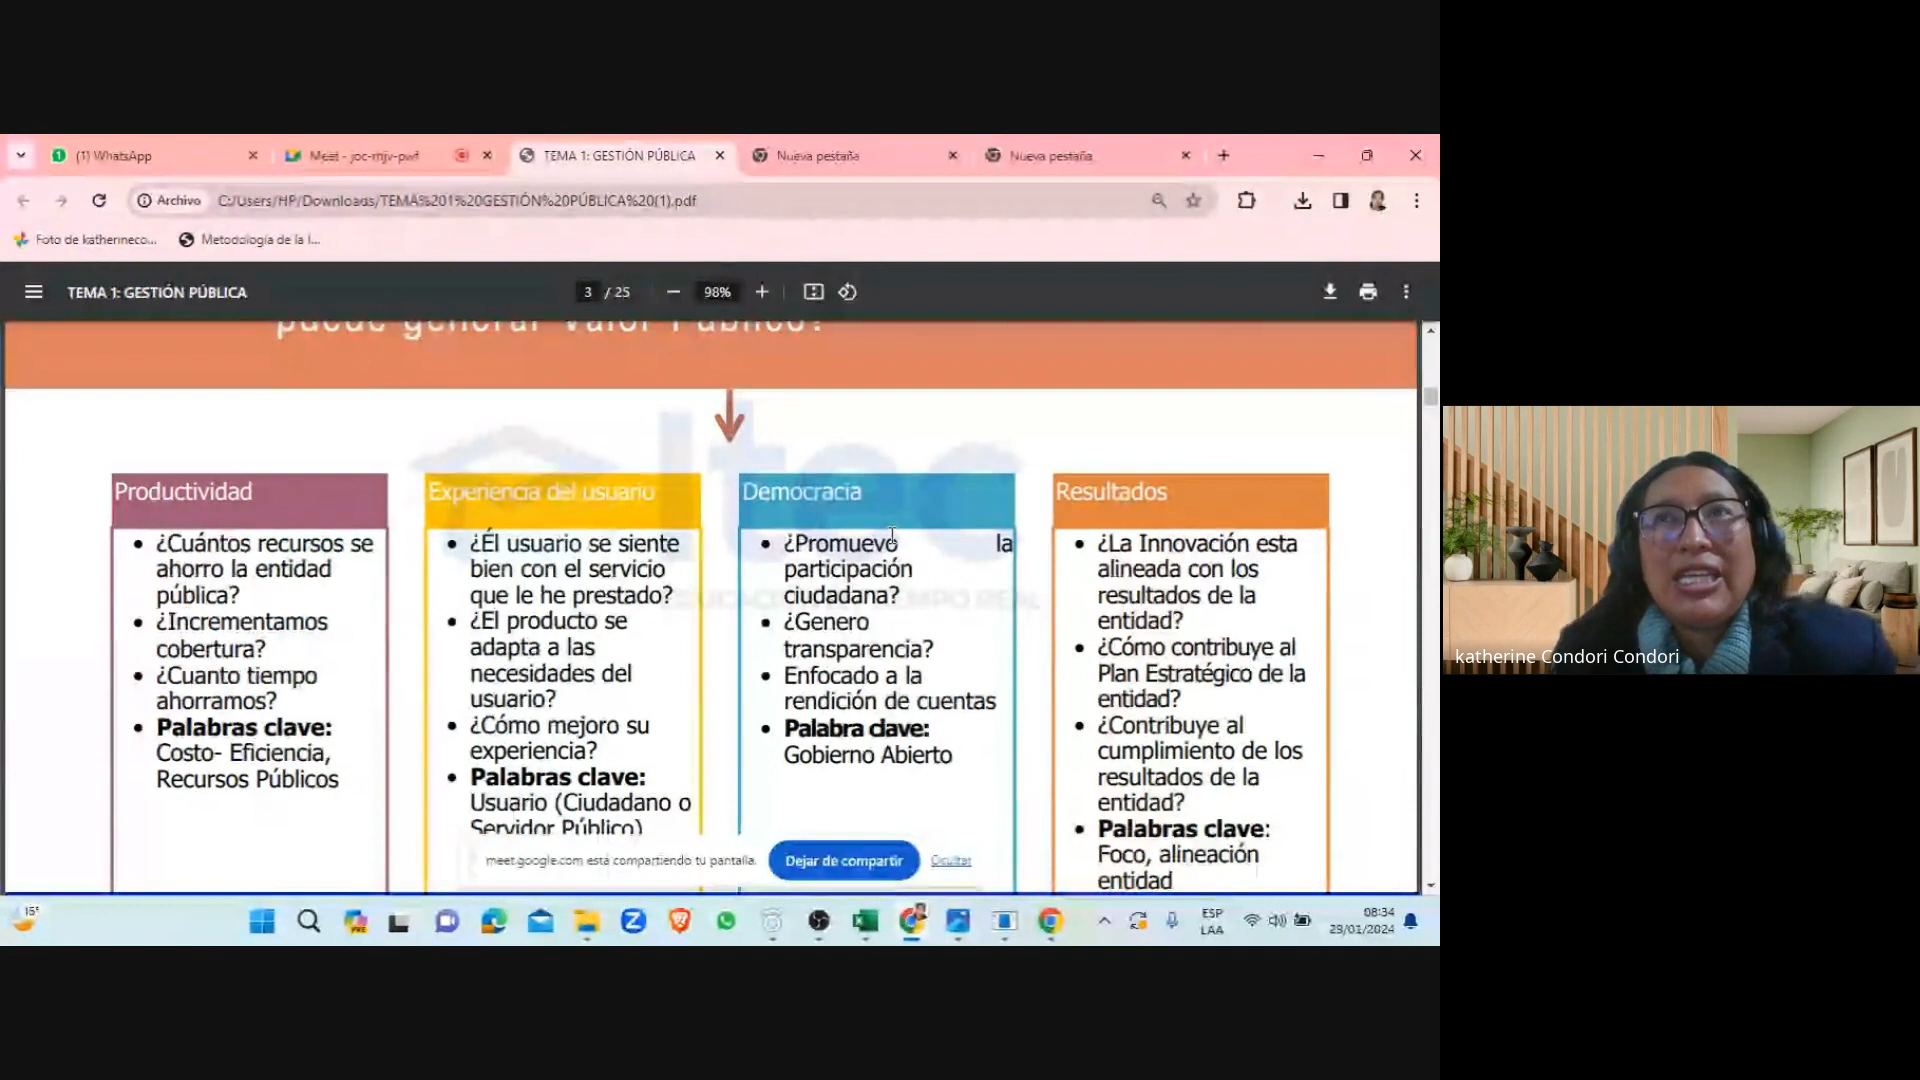 (1) WhatsApp
Meet - joc-mjv-pwf
TEMA 1: GESTIÓN PÚBLICA
Nueva pestaña
Nueva pestaña
Archivo
C:/Users/HP/Downloads/TEMA%201%20GESTIÓN%20PÚBLICA%20(1).pdf
Foto de katherineco...
Metodología de la I...
TEMA 1: GESTIÓN PÚBLICA
3 / 25
98%
puede generar Valor Público?
Itec
Productividad
¿Cuántos recursos se
ahorro la entidad
pública?
¿Incrementamos
cobertura?
¿Cuanto tiempo
ahorramos?
Palabras clave:
Costo- Eficiencia,
Recursos Públicos
Experiencia del usuario
¿Él usuario se siente
bien con el servicio
que le he prestado?
¿El producto se
adapta a las
necesidades del
usuario?
¿Cómo mejoro su
experiencia?
Palabras clave:
Usuario (Ciudadano o
Servidor Público)
Democracia
¿Promuevo la
participación
ciudadana?
¿Genero
transparencia?
Enfocado a la
rendición de cuentas
Palabra clave:
Gobierno Abierto
Resultados
¿La Innovación esta
alineada con los
resultados de la
entidad?
¿Cómo contribuye al
Plan Estratégico de la
entidad?
¿Contribuye al
cumplimiento de los
resultados de la
entidad?
Palabras clave:
Foco, alineación
entidad
meet.google.com está compartiendo tu pantalla.
Dejar de compartir
Ocultar
15°
ESP
LAA
08:34
29/01/2024
katherine Condori Condori